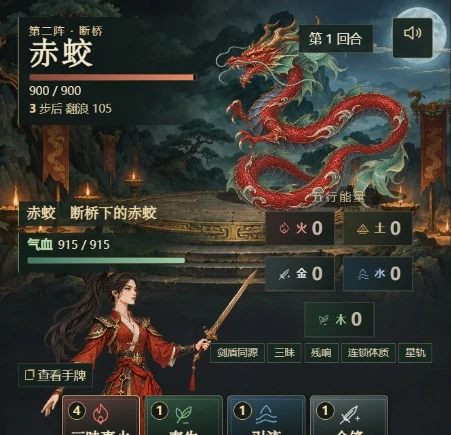 第二阵·断桥
赤蛟
第 1 回合
900 / 900
3 步后 翻浪 105
五行能量
赤蛟 断桥下的赤蛟
火 0
土 0
气血 915 / 915
金 0
水 0
木 0
剑盾同源
三昧
残响
连锁体质
星轨
查看手牌
4
1
1
1